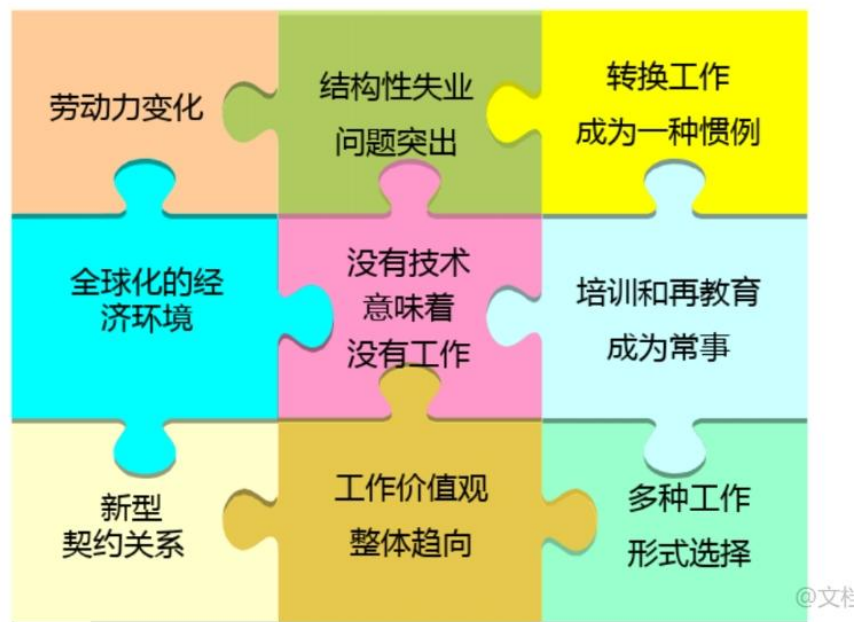 劳动力变化
结构性失业
问题突出
转换工作
成为一种惯例
全球化的经
济环境
没有技术
意味着
没有工作
培训和再教育
成为常事
新型
契约关系
工作价值观
整体趋向
多种工作
形式选择
@文档